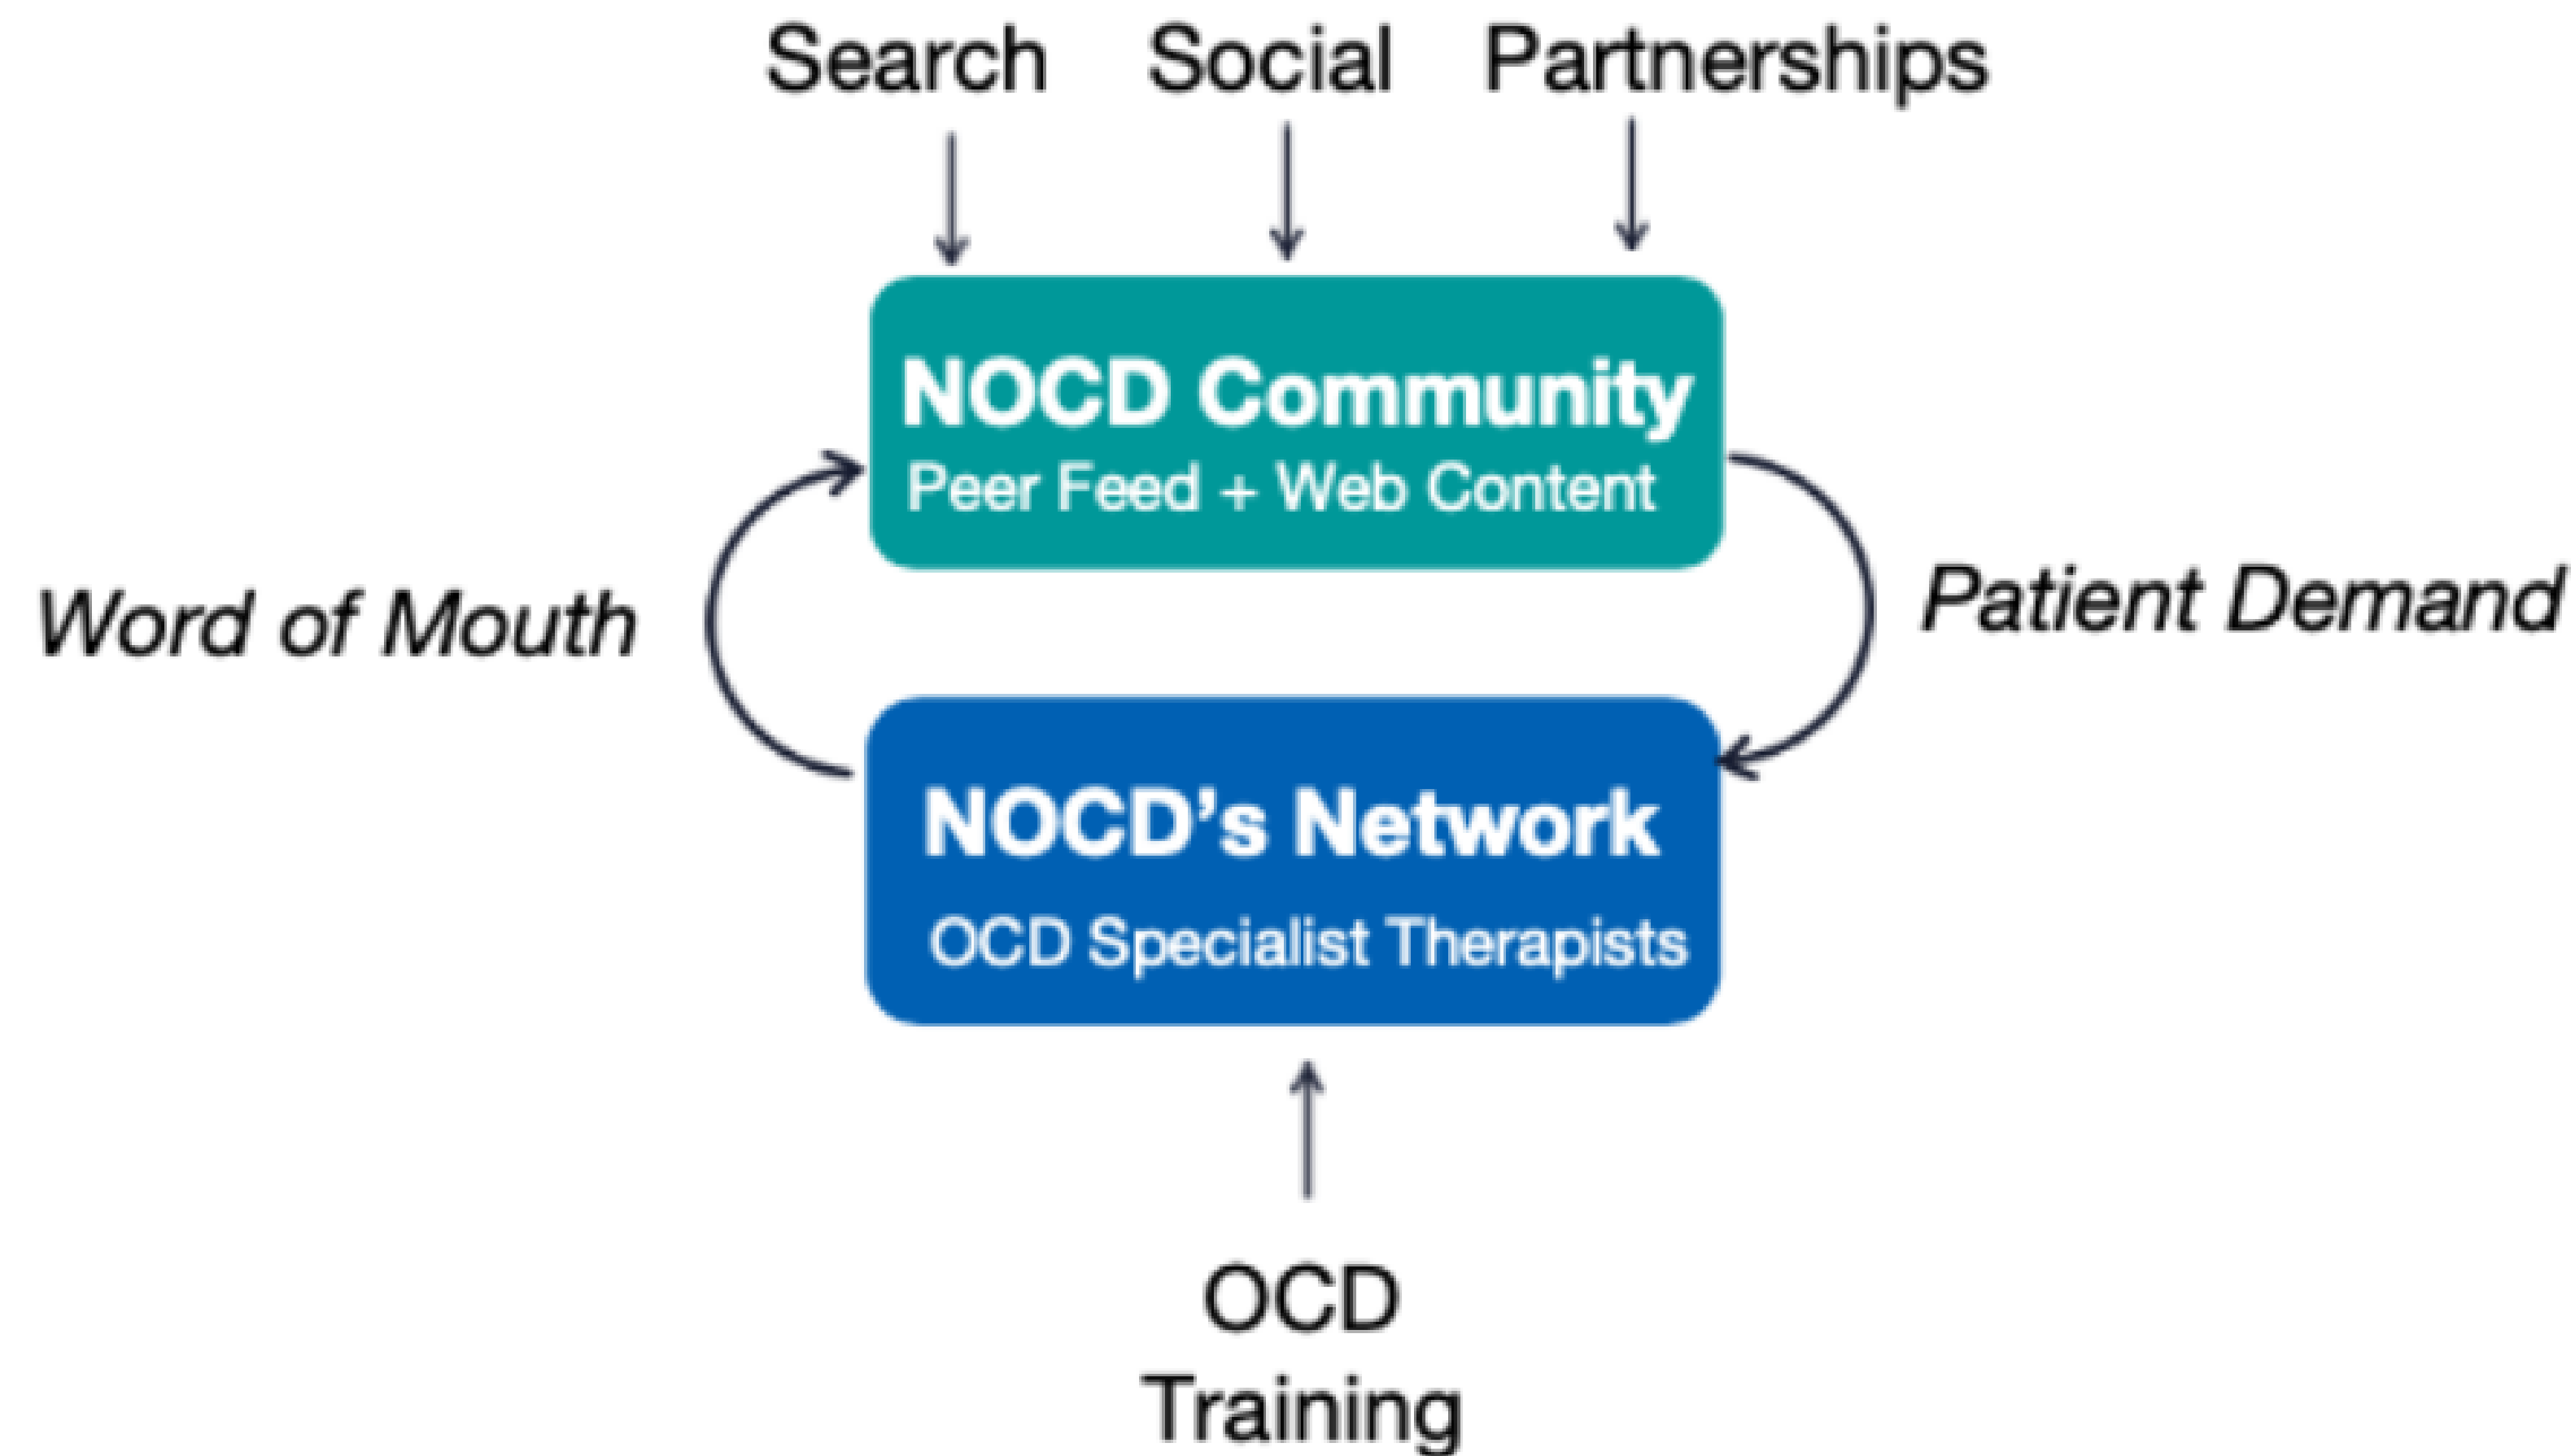 Search Social Partnerships
NOCD Community
Peer Feed + Web Content
Word of Mouth
Patient Demand
NOCD’s Network
OCD Specialist Therapists
OCD
Training